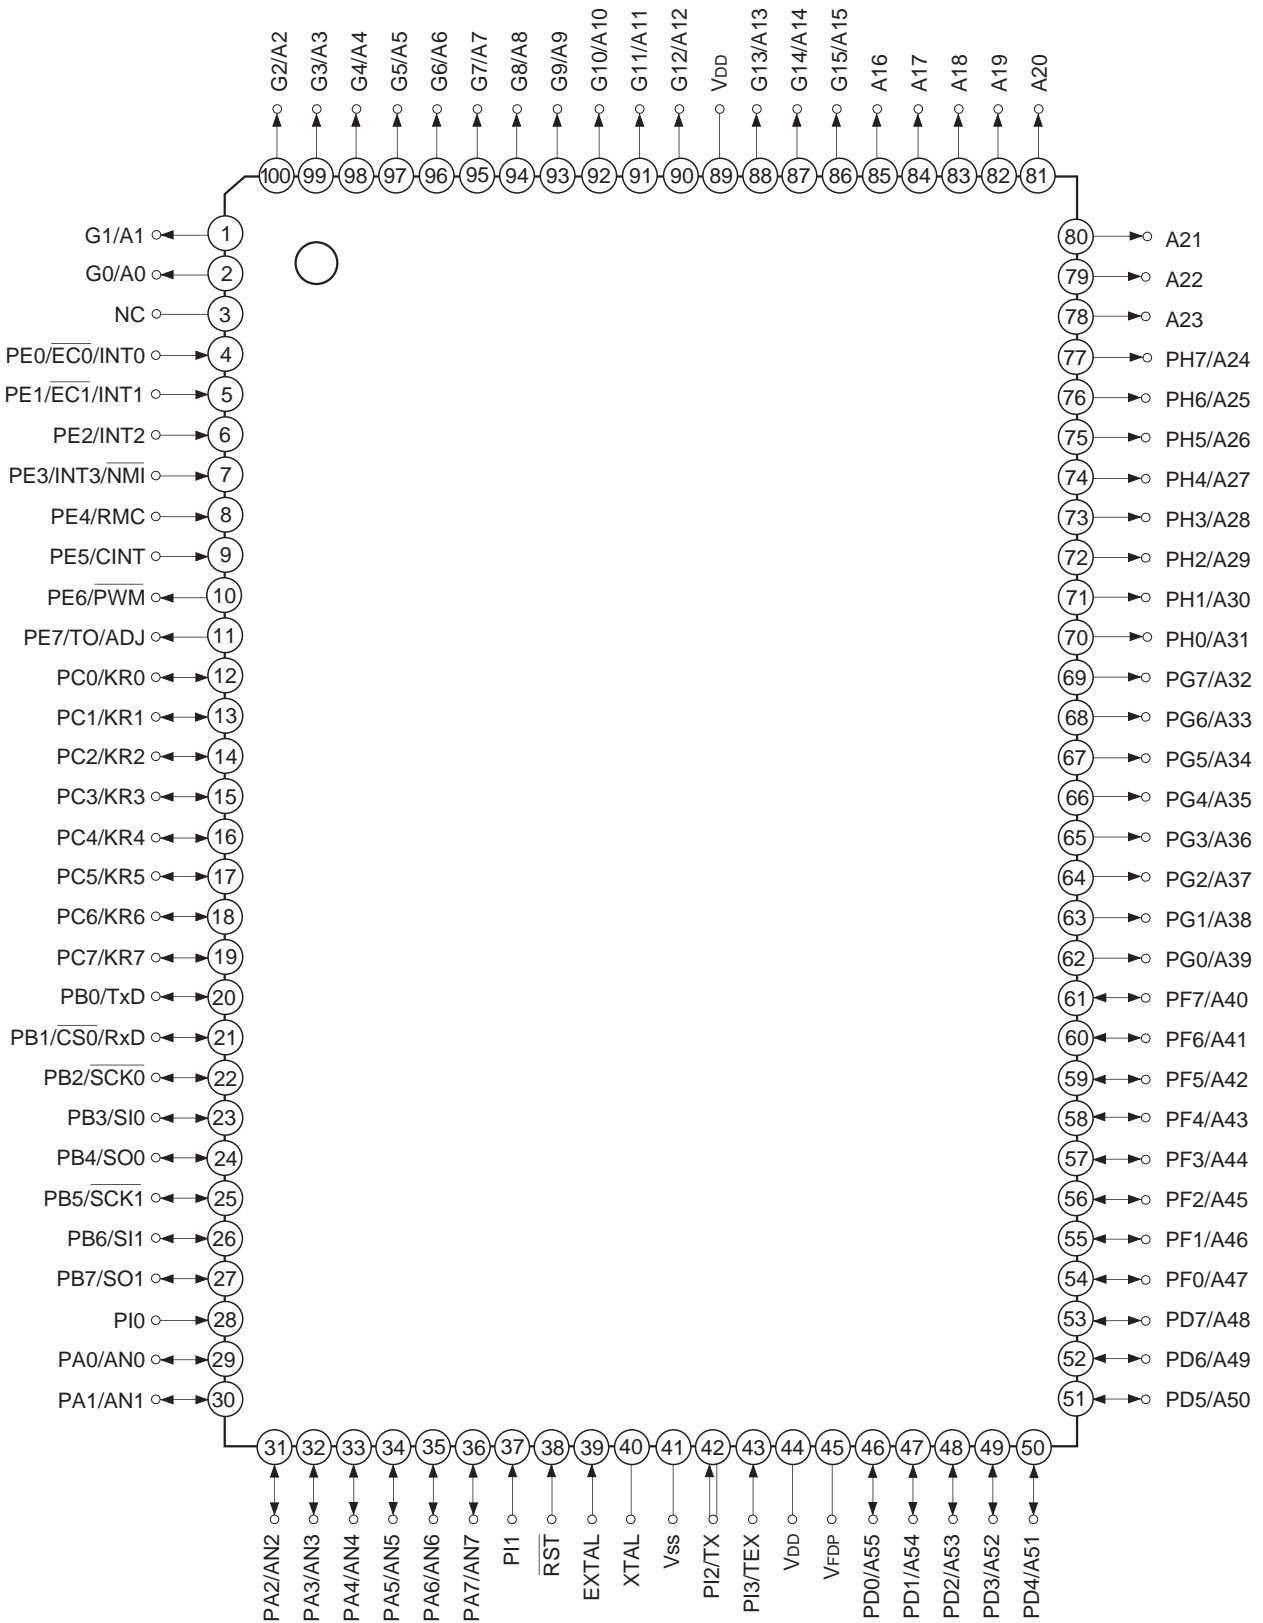 G2/A2
G3/A3
G4/A4
G5/A5
G6/A6
G7/A7
G8/A8
G9/A9
G10/A10
G11/A11
G12/A12
VDD
G13/A13
G14/A14
G15/A15
A16
A17
A18
A19
A20
100
99
98
97
96
95
94
93
92
91
90
89
88
87
86
85
84
83
82
81
G1/A1 1
G0/A0 2
NC 3
PE0/E̅C̅0̅/INT0 4
PE1/E̅C̅1̅/INT1 5
PE2/INT2 6
PE3/INT3/N̅M̅I̅ 7
PE4/RMC 8
PE5/CINT 9
PE6/P̅W̅M̅ 10
PE7/TO/ADJ 11
PC0/KR0 12
PC1/KR1 13
PC2/KR2 14
PC3/KR3 15
PC4/KR4 16
PC5/KR5 17
PC6/KR6 18
PC7/KR7 19
PB0/TxD 20
PB1/C̅S̅0̅/RxD 21
PB2/S̅C̅K̅0̅ 22
PB3/SI0 23
PB4/SO0 24
PB5/S̅C̅K̅1̅ 25
PB6/SI1 26
PB7/SO1 27
PI0 28
PA0/AN0 29
PA1/AN1 30
80 A21
79 A22
78 A23
77 PH7/A24
76 PH6/A25
75 PH5/A26
74 PH4/A27
73 PH3/A28
72 PH2/A29
71 PH1/A30
70 PH0/A31
69 PG7/A32
68 PG6/A33
67 PG5/A34
66 PG4/A35
65 PG3/A36
64 PG2/A37
63 PG1/A38
62 PG0/A39
61 PF7/A40
60 PF6/A41
59 PF5/A42
58 PF4/A43
57 PF3/A44
56 PF2/A45
55 PF1/A46
54 PF0/A47
53 PD7/A48
52 PD6/A49
51 PD5/A50
31
32
33
34
35
36
37
38
39
40
41
42
43
44
45
46
47
48
49
50
PA2/AN2
PA3/AN3
PA4/AN4
PA5/AN5
PA6/AN6
PA7/AN7
PI1
R̅S̅T̅
EXTAL
XTAL
Vss
PI2/TX
PI3/TEX
VDD
VFDP
PD0/A55
PD1/A54
PD2/A53
PD3/A52
PD4/A51